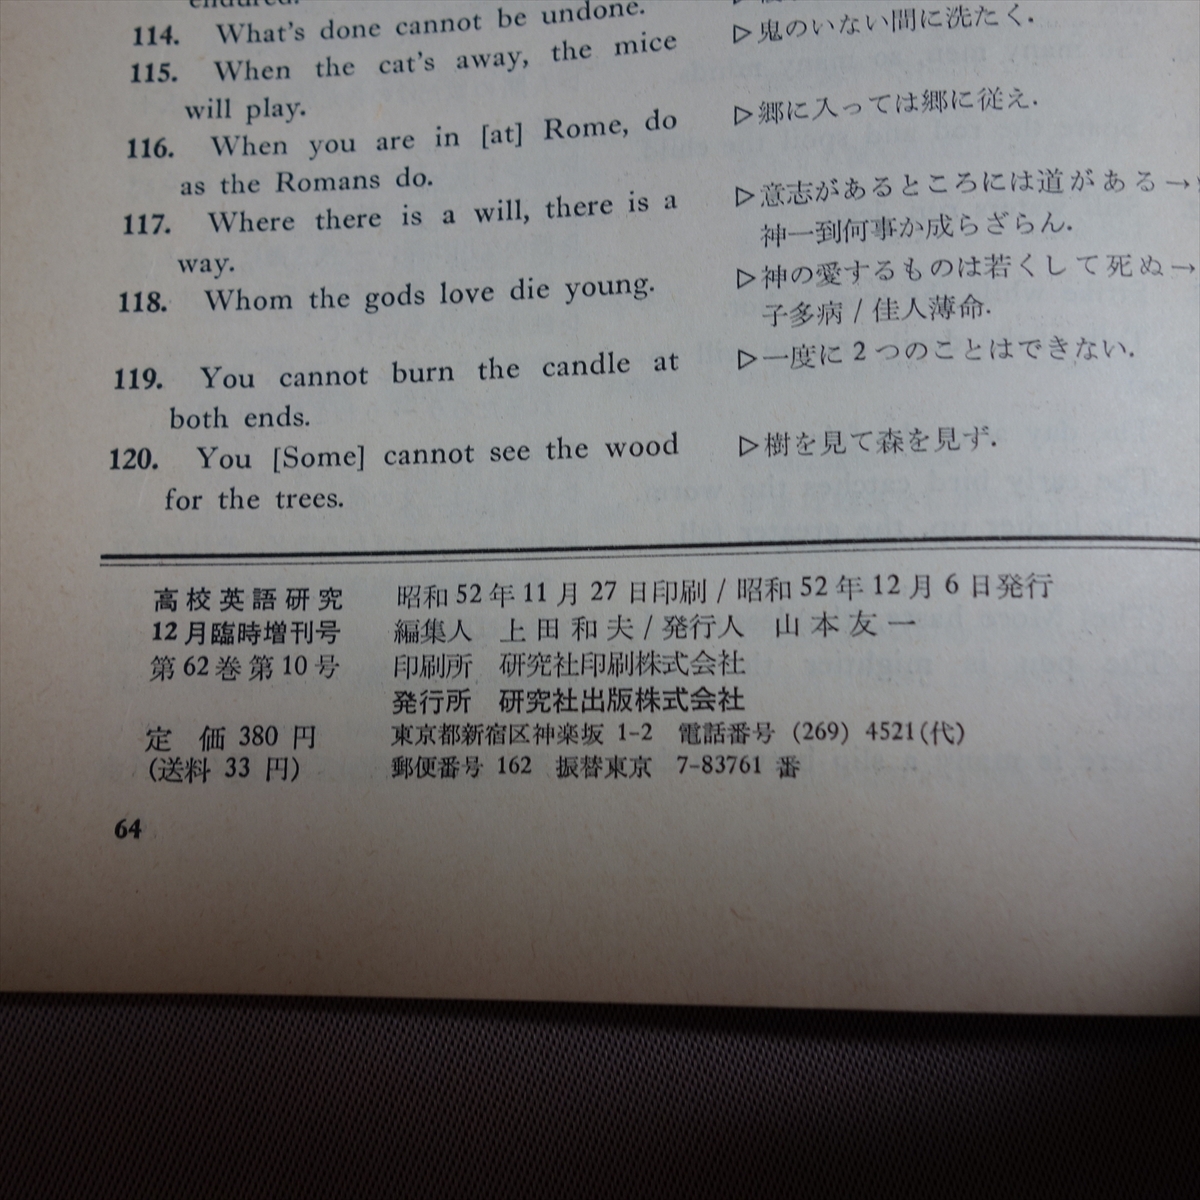 endured.
114. What's done cannot be undone.
115. When the cat's away, the mice
will play.
▷鬼のいない間に洗たく.
116. When you are in [at] Rome, do
as the Romans do.
▷郷に入っては郷に従え.
117. Where there is a will, there is a
way.
▷意志があるところには道がある→
神一到何事か成らざらん.
118. Whom the gods love die young.
▷神の愛するものは若くして死ぬ→
子多病 / 佳人薄命.
119. You cannot burn the candle at
both ends.
▷一度に2つのことはできない.
120. You [Some] cannot see the wood
for the trees.
▷樹を見て森を見ず.
高校英語研究 昭和52年11月27日印刷 / 昭和52年12月6日発行
12月臨時増刊号 編集人 上田和夫 / 発行人 山本友一
第62巻第10号 印刷所 研究社印刷株式会社
発行所 研究社出版株式会社
定 価 380 円 東京都新宿区神楽坂 1-2 電話番号 (269) 4521(代)
(送料 33 円) 郵便番号 162 振替東京 7-83761 番
64